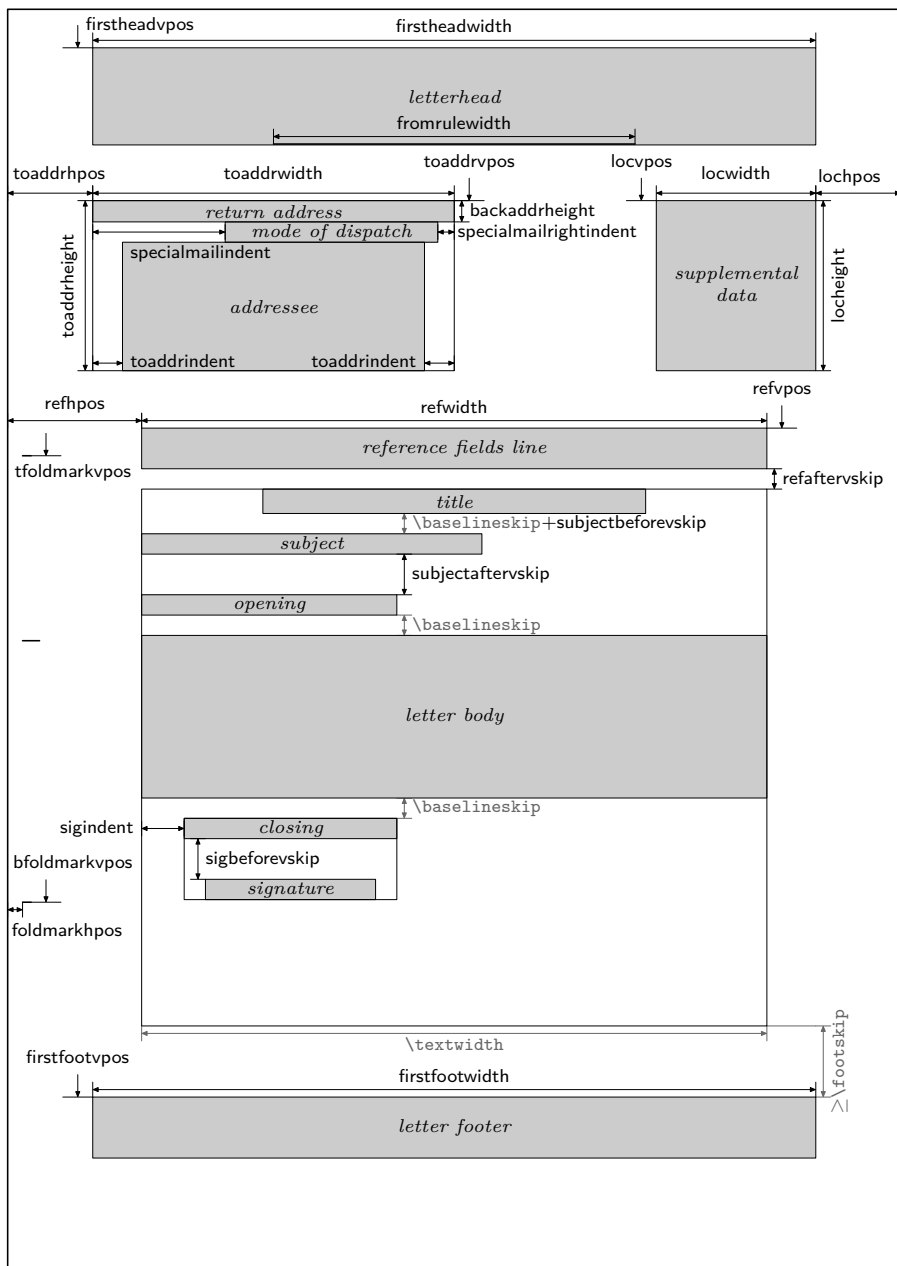 firstheadvpos
firstheadwidth
letterhead
fromrulewidth
toaddrvpos
locvpos
toaddrhpos
toaddrwidth
locwidth
lochpos
return address
backaddrheight
mode of dispatch
specialmailrightindent
specialmailindent
toaddrheight
addressee
supplemental
data
locheight
toaddrindent
toaddrindent
refvpos
refhpos
refwidth
reference fields line
tfoldmarkvpos
refaftervskip
title
\baselineskip+subjectbeforevskip
subject
subjectaftervskip
opening
\baselineskip
letter body
\baselineskip
sigindent
closing
sigbeforevskip
bfoldmarkvpos
signature
foldmarkhpos
\textwidth
≥\footskip
firstfootvpos
firstfootwidth
letter footer